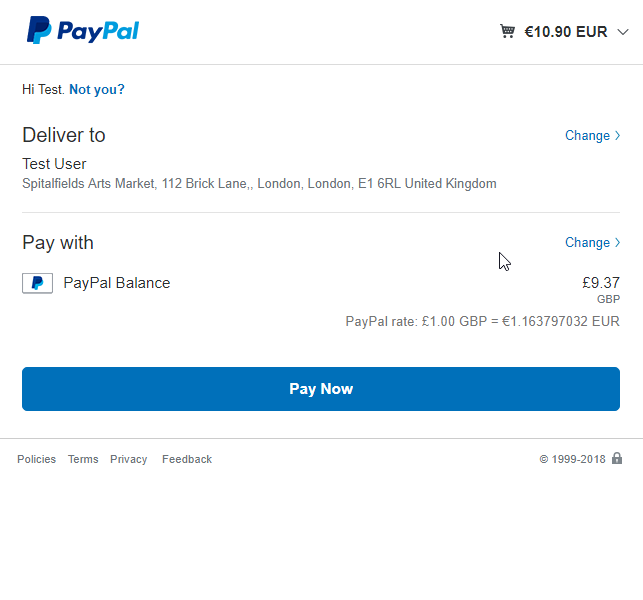 PayPal
€10.90 EUR
Hi Test. Not you?
Deliver to
Change
Test User
Spitalfields Arts Market, 112 Brick Lane,, London, London, E1 6RL United Kingdom
Pay with
Change
PayPal Balance
£9.37
GBP
PayPal rate: £1.00 GBP = €1.163797032 EUR
Pay Now
Policies Terms Privacy Feedback
© 1999-2018